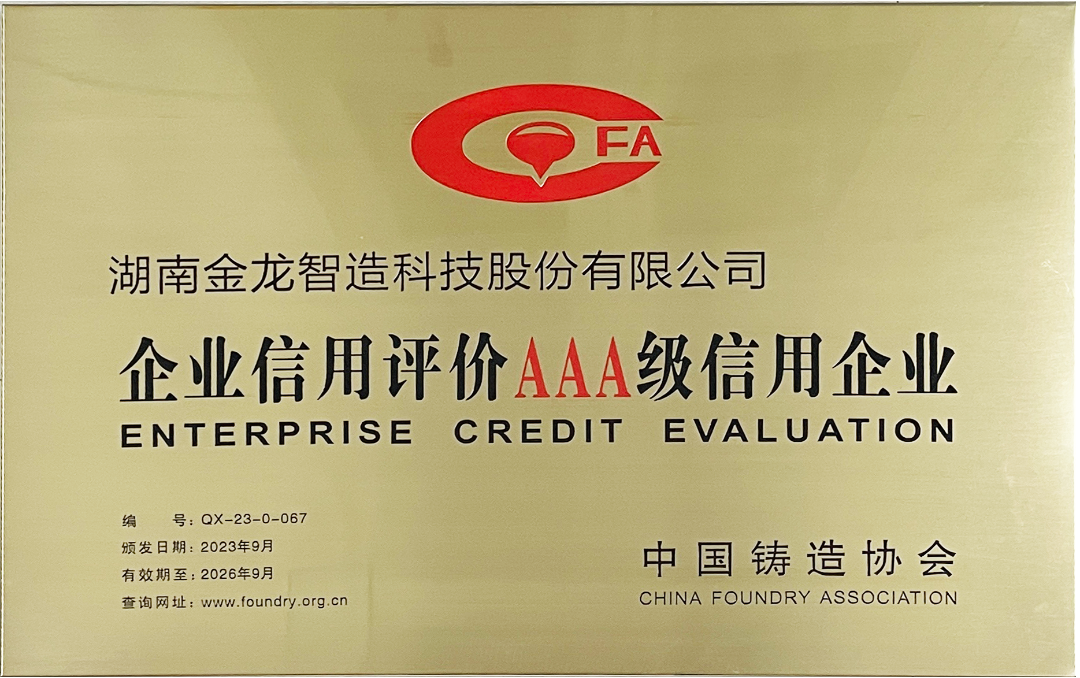 FA
湖南金龙智造科技股份有限公司
企业信用评价AAA级信用企业
ENTERPRISE CREDIT EVALUATION
编 号：QX-23-0-067
颁发日期：2023年9月
有效期至：2026年9月
查询网址：www.foundry.org.cn
中国铸造协会
CHINA FOUNDRY ASSOCIATION